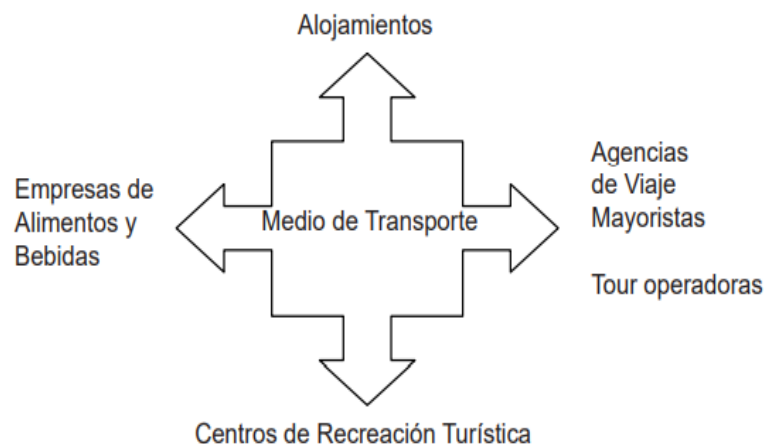 Alojamientos
Empresas de
Alimentos y
Bebidas
Medio de Transporte
Agencias
de Viaje
Mayoristas
Tour operadoras
Centros de Recreación Turística